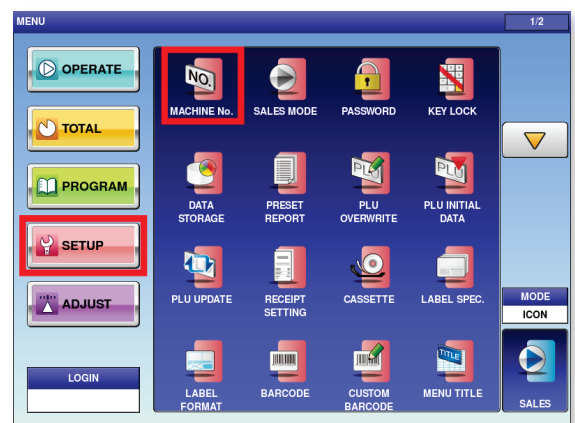 MENU
1/2
OPERATE
TOTAL
PROGRAM
SETUP
ADJUST
LOGIN
NO.
MACHINE No.
SALES MODE
PASSWORD
KEY LOCK
DATA
STORAGE
PRESET
REPORT
PLU
PLU
OVERWRITE
PLU
PLU INITIAL
DATA
PLU UPDATE
RECEIPT
SETTING
CASSETTE
LABEL SPEC.
LABEL
FORMAT
BARCODE
CUSTOM
BARCODE
TITLE
MENU TITLE
MODE
ICON
SALES